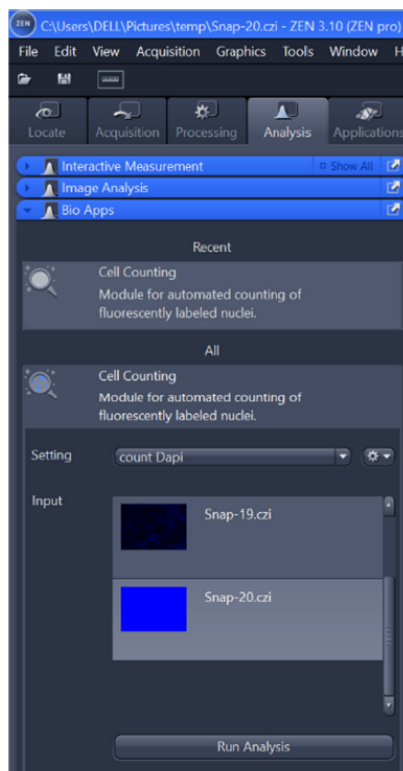 ZEN C:\Users\DELL\Pictures\temp\Snap-20.czi - ZEN 3.10 (ZEN pro)
File Edit View Acquisition Graphics Tools Window H
Locate Acquisition Processing Analysis Applications
Interactive Measurement Show All
Image Analysis
Bio Apps
Recent
Cell Counting
Module for automated counting of
fluorescently labeled nuclei.
All
Cell Counting
Module for automated counting of
fluorescently labeled nuclei.
Setting count Dapi
Input
Snap-19.czi
Snap-20.czi
Run Analysis